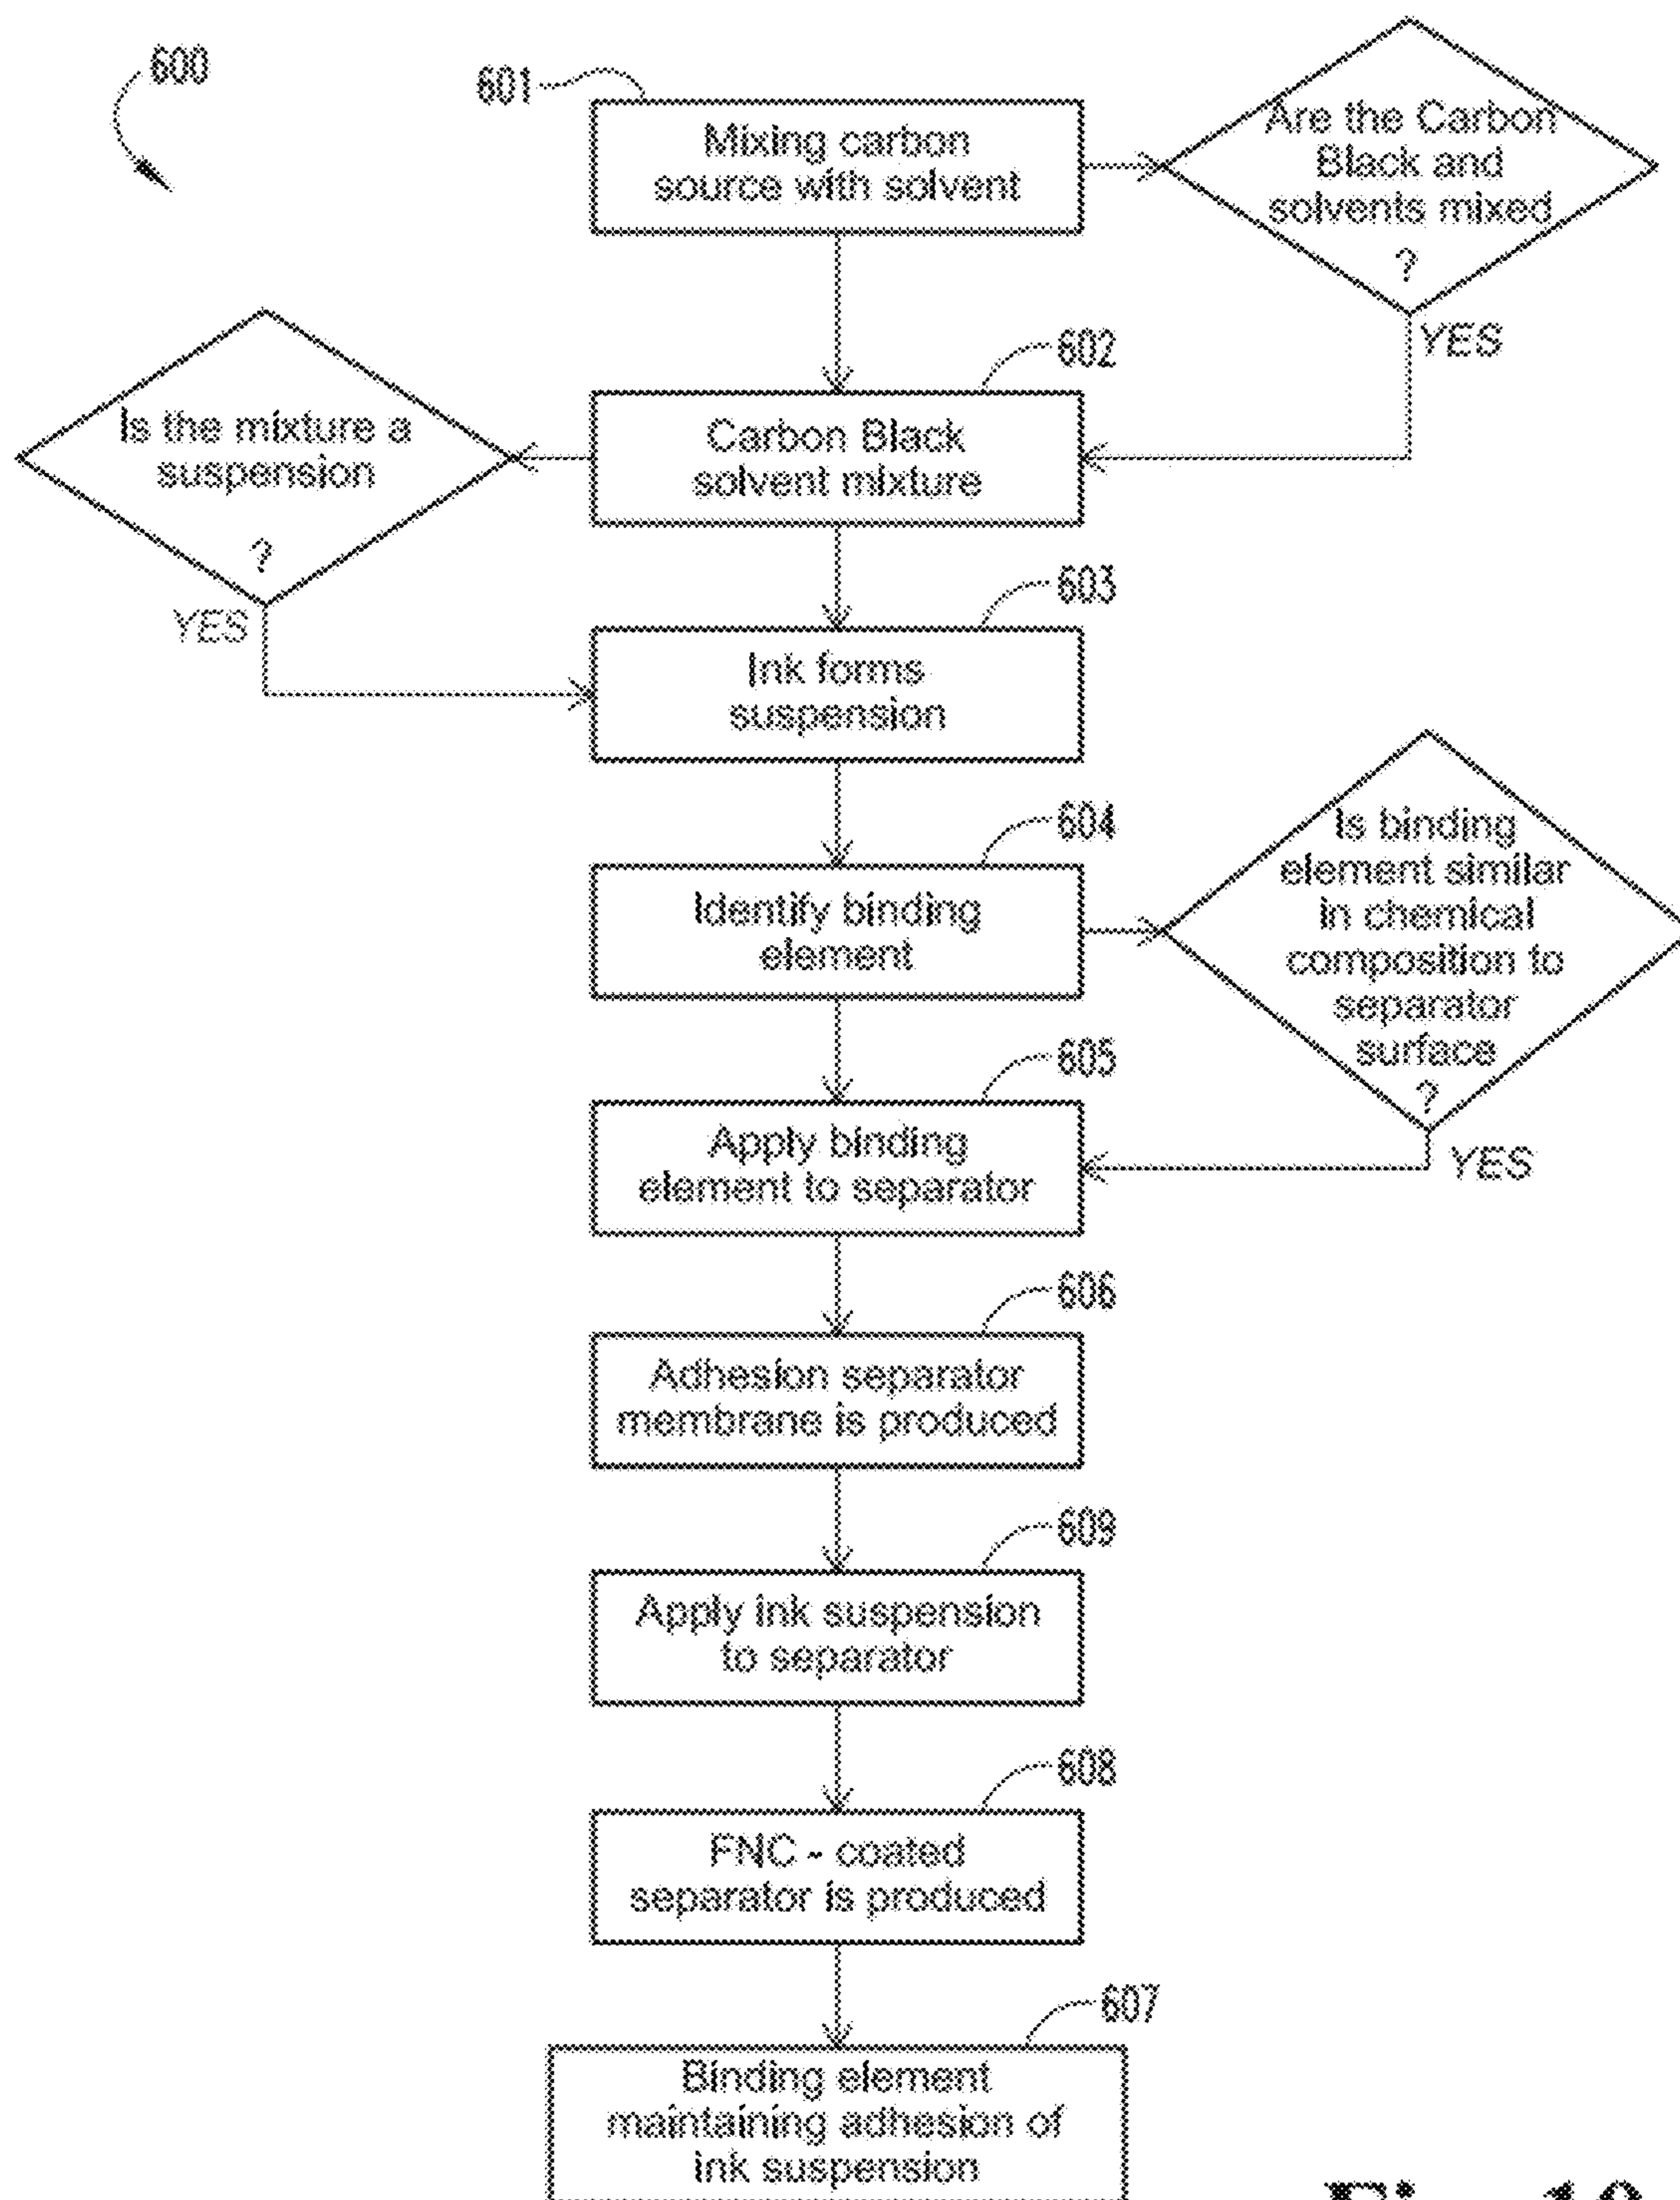 600
601
Mixing carbon
source with solvent
Are the Carbon
Black and
solvents mixed
?
YES
602
Carbon Black
solvent mixture
Is the mixture a
suspension
?
YES
603
Ink forms
suspension
604
Identify binding
element
Is binding
element similar
in chemical
composition to
separator
surface
?
YES
605
Apply binding
element to separator
606
Adhesion separator
membrane is produced
609
Apply ink suspension
to separator
608
FNC - coated
separator is produced
607
Binding element
maintaining adhesion of
ink suspension